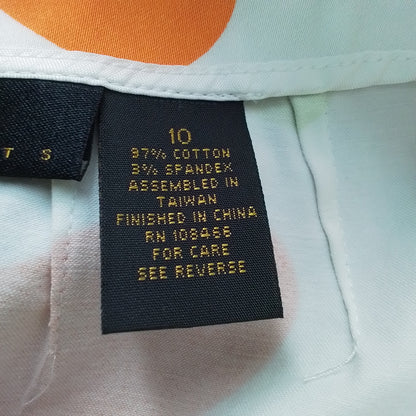 T S
10
97% COTTON
3% SPANDEX
ASSEMBLED IN
TAIWAN
FINISHED IN CHINA
RN 108466
FOR CARE
SEE REVERSE